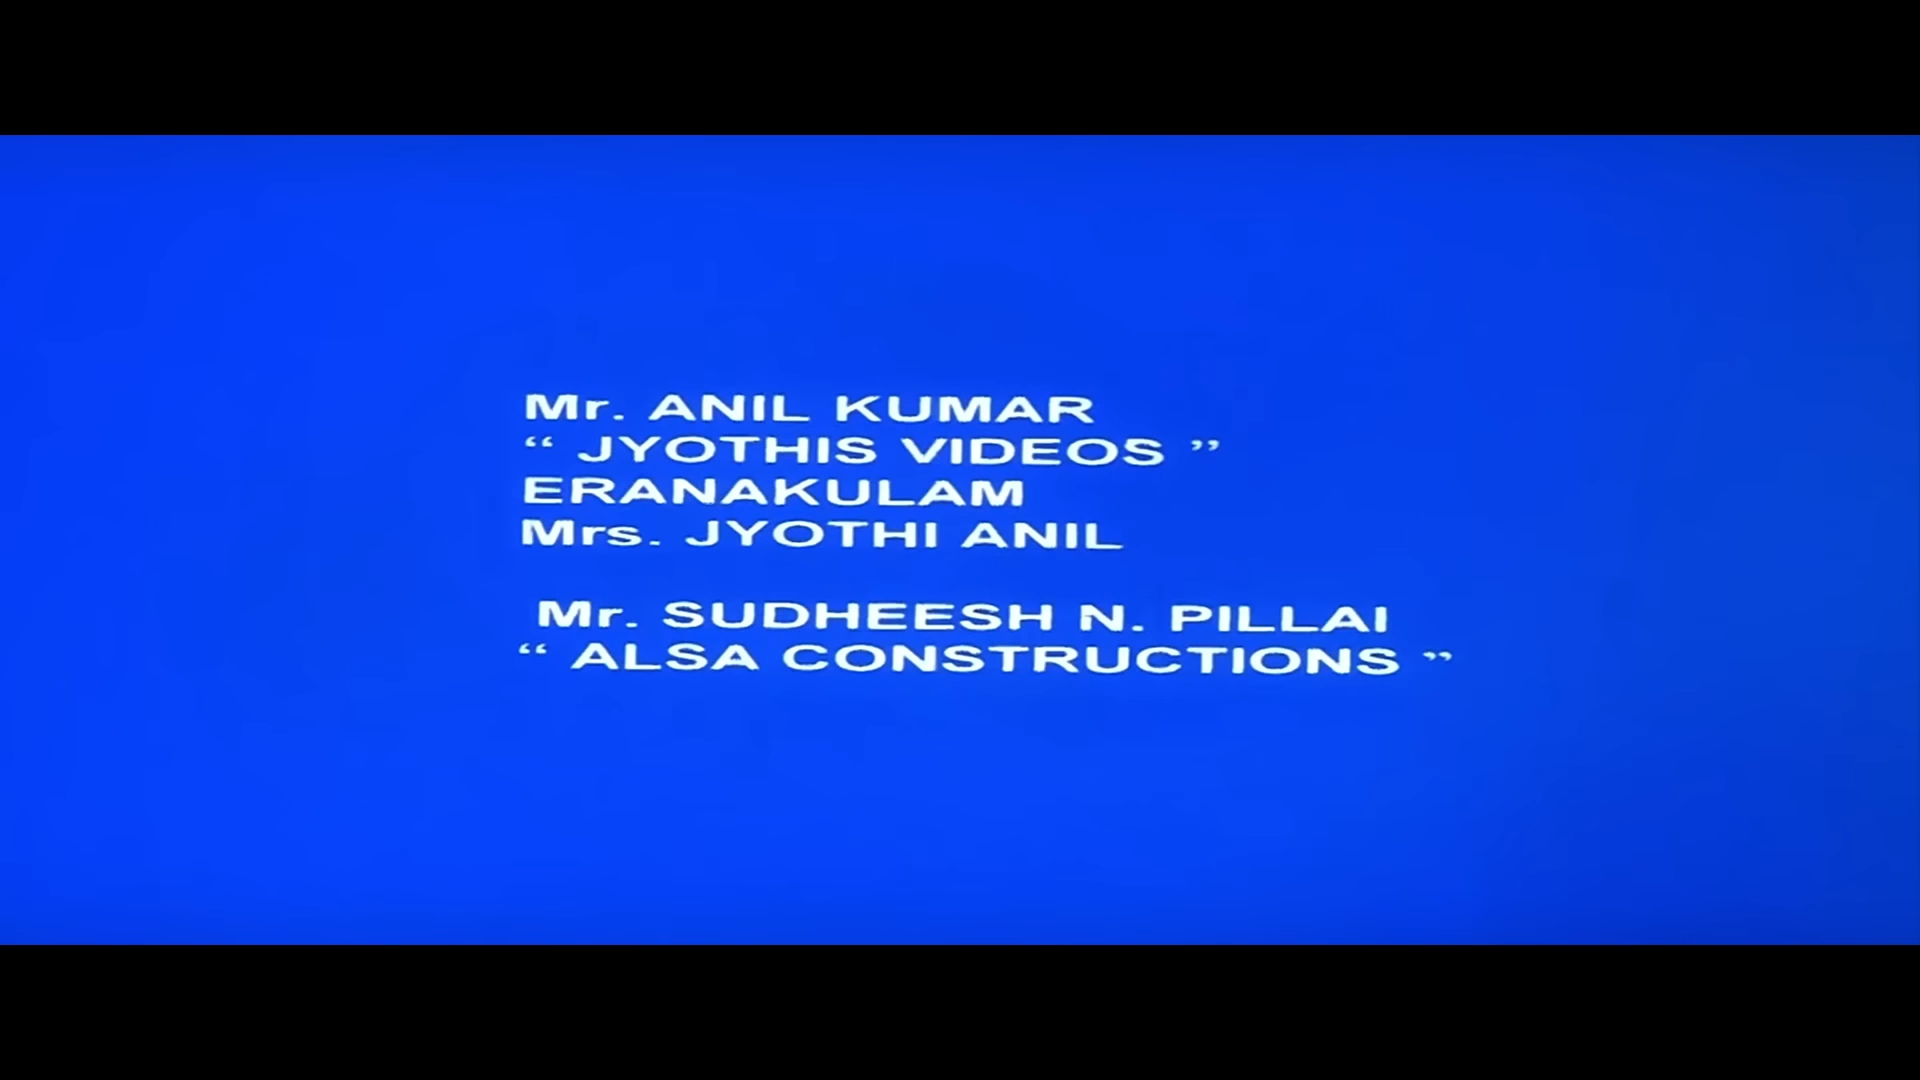 Mr. ANIL KUMAR
“ JYOTHIS VIDEOS ”
ERANAKULAM
Mrs. JYOTHI ANIL
Mr. SUDHEESH N. PILLAI
“ ALSA CONSTRUCTIONS ”